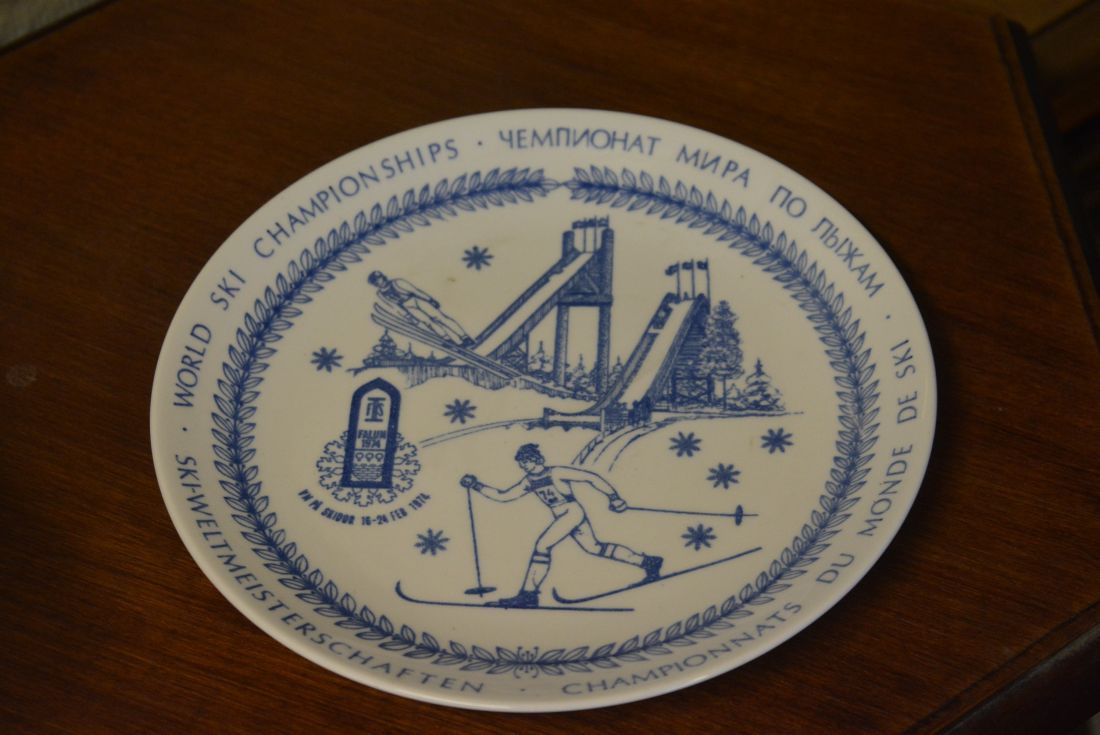 WORLD SKI CHAMPIONSHIPS · ЧЕМПИОНАТ МИРА ПО ЛЫЖАМ · CHAMPIONNATS DU MONDE DE SKI · SKI-WELTMEISTERSCHAFTEN ·
FALUN
1974
VM PÅ SKIDOR 16-24 FEB 1974
74